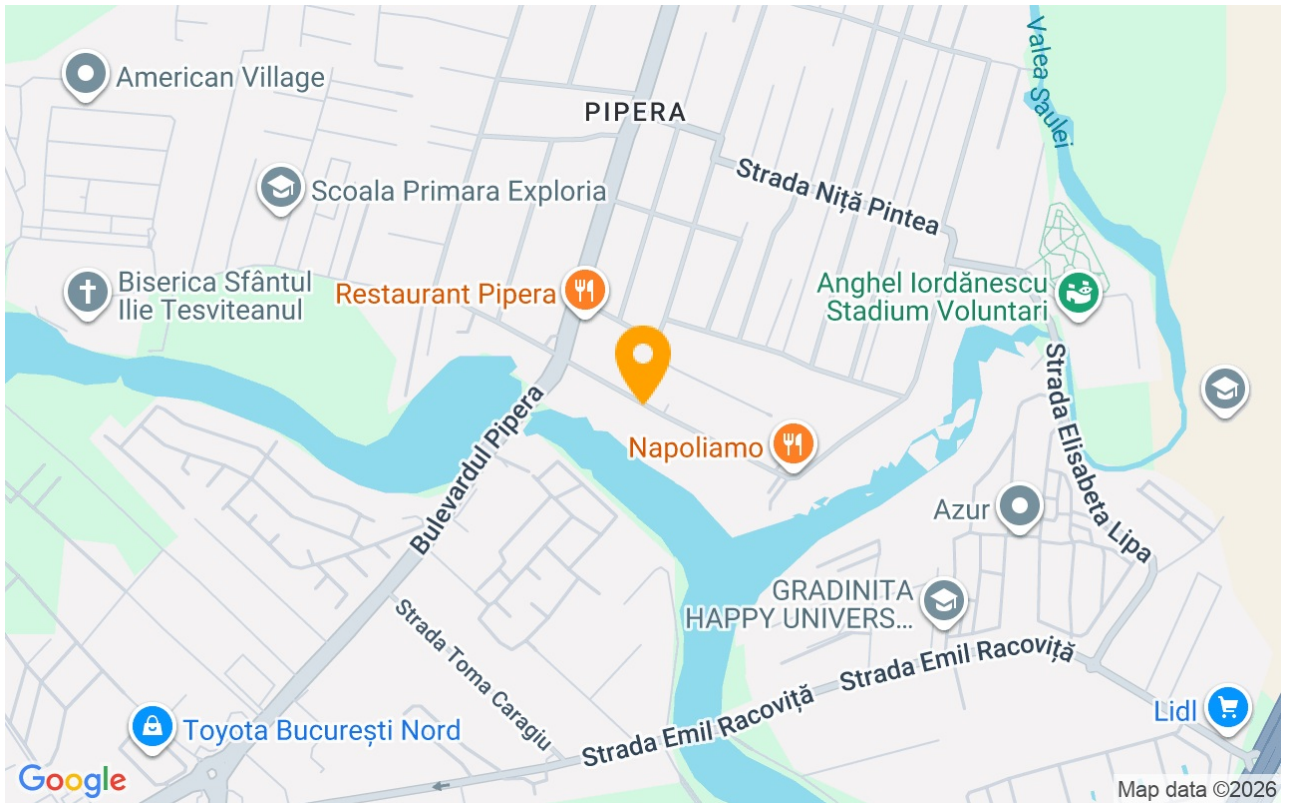 American Village
PIPERA
Valea Saulei
Scoala Primara Exploria
Strada Niță Pintea
Biserica Sfântul
Ilie Tesviteanul
Restaurant Pipera
Anghel Iordănescu
Stadium Voluntari
Bulevardul Pipera
Strada Elisabeta Lipa
Napoliamo
Azur
GRADINITA
HAPPY UNIVERS...
Strada Toma Caragiu
Strada Emil Racoviță
Strada Emil Racoviță
Lidl
Toyota București Nord
Google
Map data ©2026